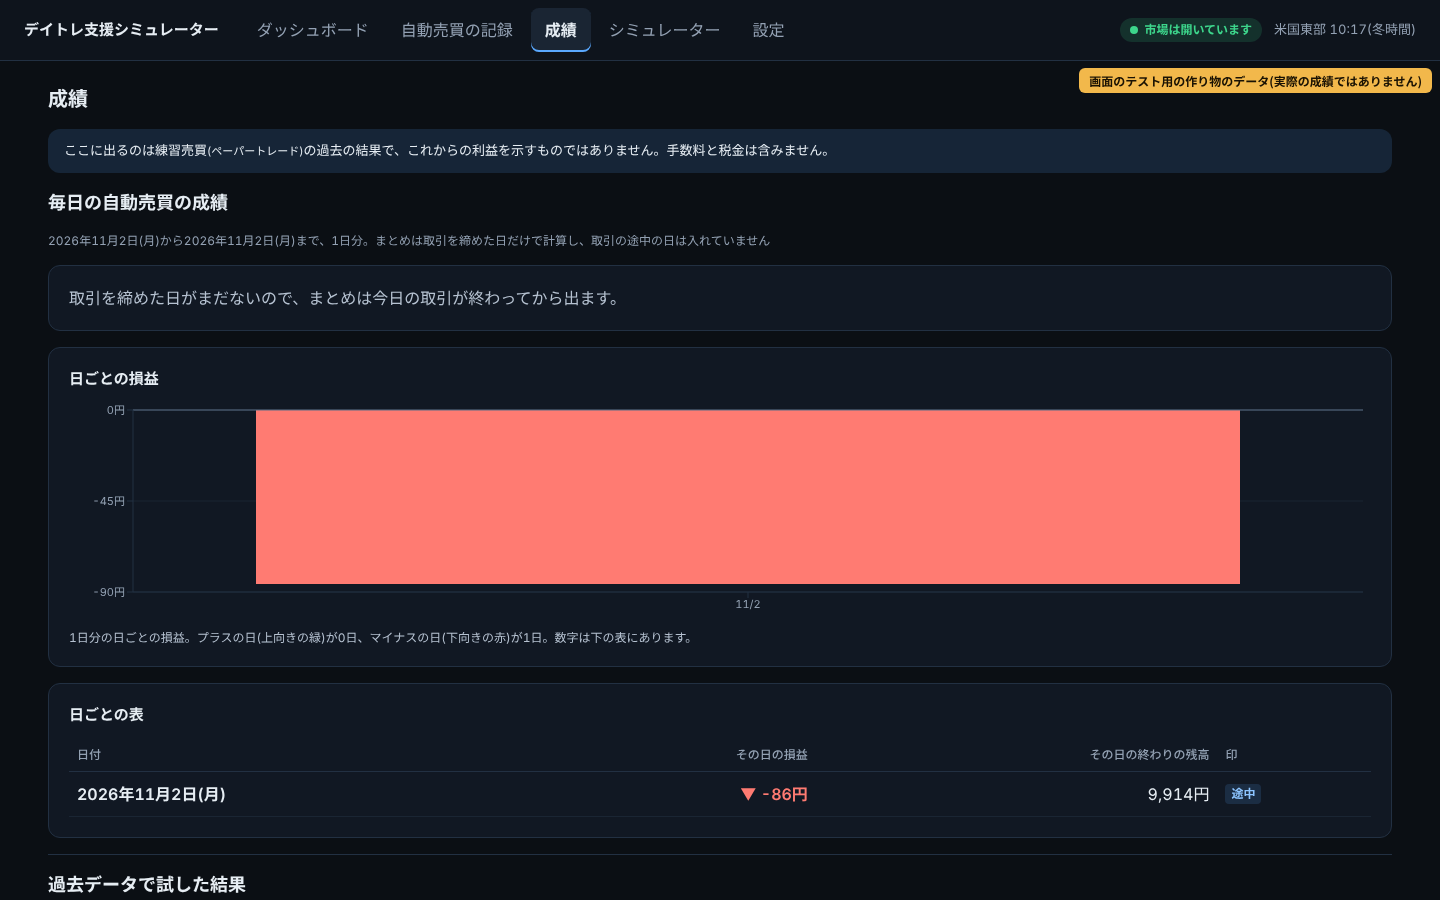 デイトレ支援シミュレーター ダッシュボード 自動売買の記録 成績 シミュレーター 設定 市場は開いています 米国東部 10:17(冬時間)
画面のテスト用の作り物のデータ(実際の成績ではありません)
成績
ここに出るのは練習売買(ペーパートレード)の過去の結果で、これからの利益を示すものではありません。手数料と税金は含みません。
毎日の自動売買の成績
2026年11月2日(月)から2026年11月2日(月)まで、1日分。まとめは取引を締めた日だけで計算し、取引の途中の日は入れていません
取引を締めた日がまだないので、まとめは今日の取引が終わってから出ます。
日ごとの損益
0円
-45円
-90円
11/2
1日分の日ごとの損益。プラスの日(上向きの緑)が0日、マイナスの日(下向きの赤)が1日。数字は下の表にあります。
日ごとの表
日付 その日の損益 その日の終わりの残高 印
2026年11月2日(月) ▼ -86円 9,914円 途中
過去データで試した結果